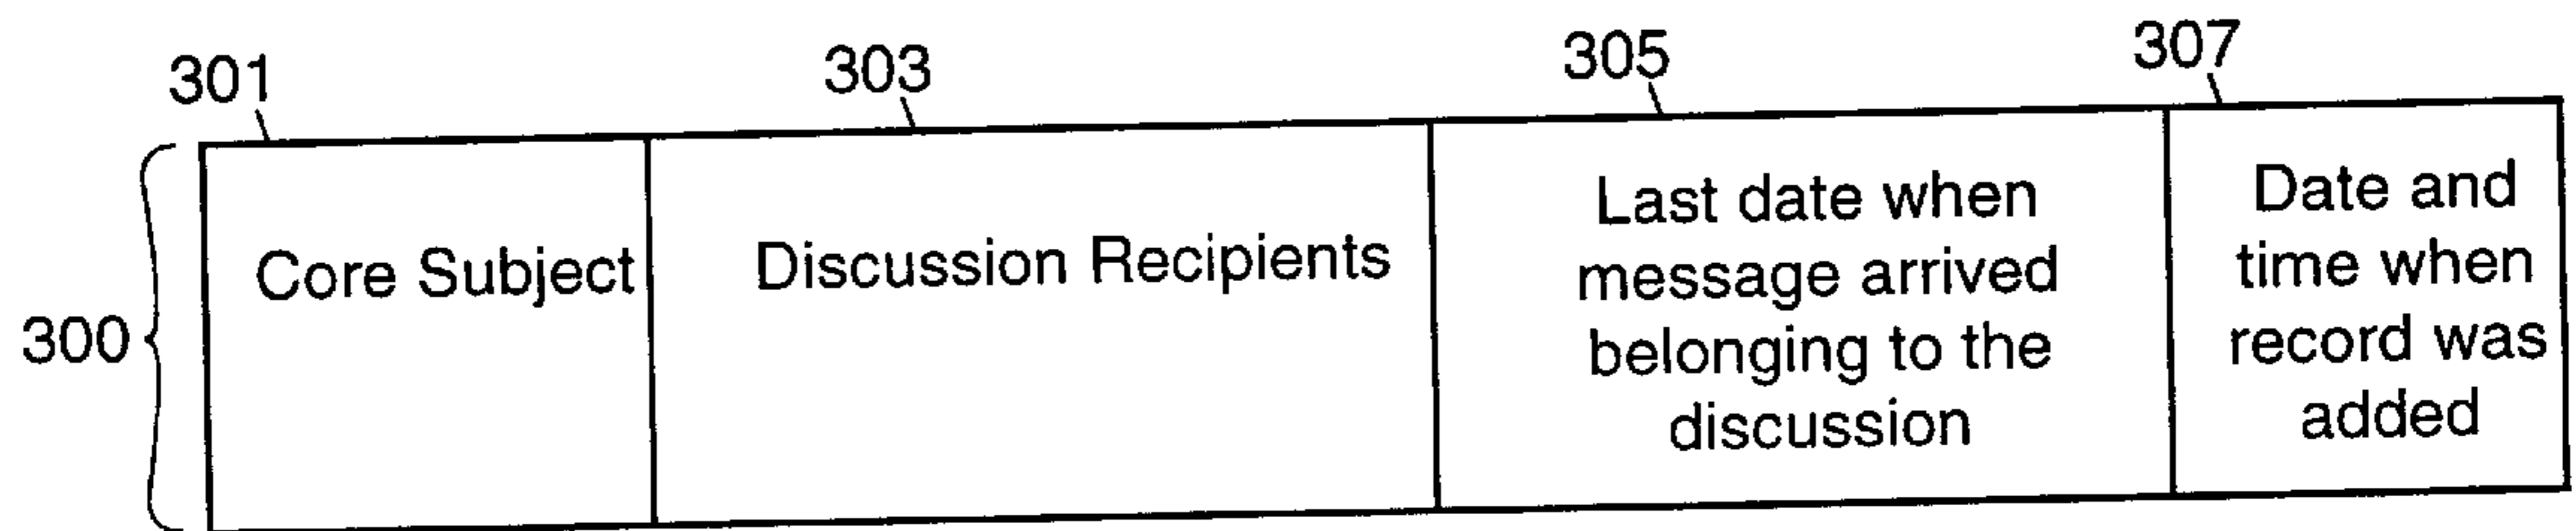 301
303
305
307
300
Core Subject
Discussion Recipients
Last date when
message arrived
belonging to the
discussion
Date and
time when
record was
added